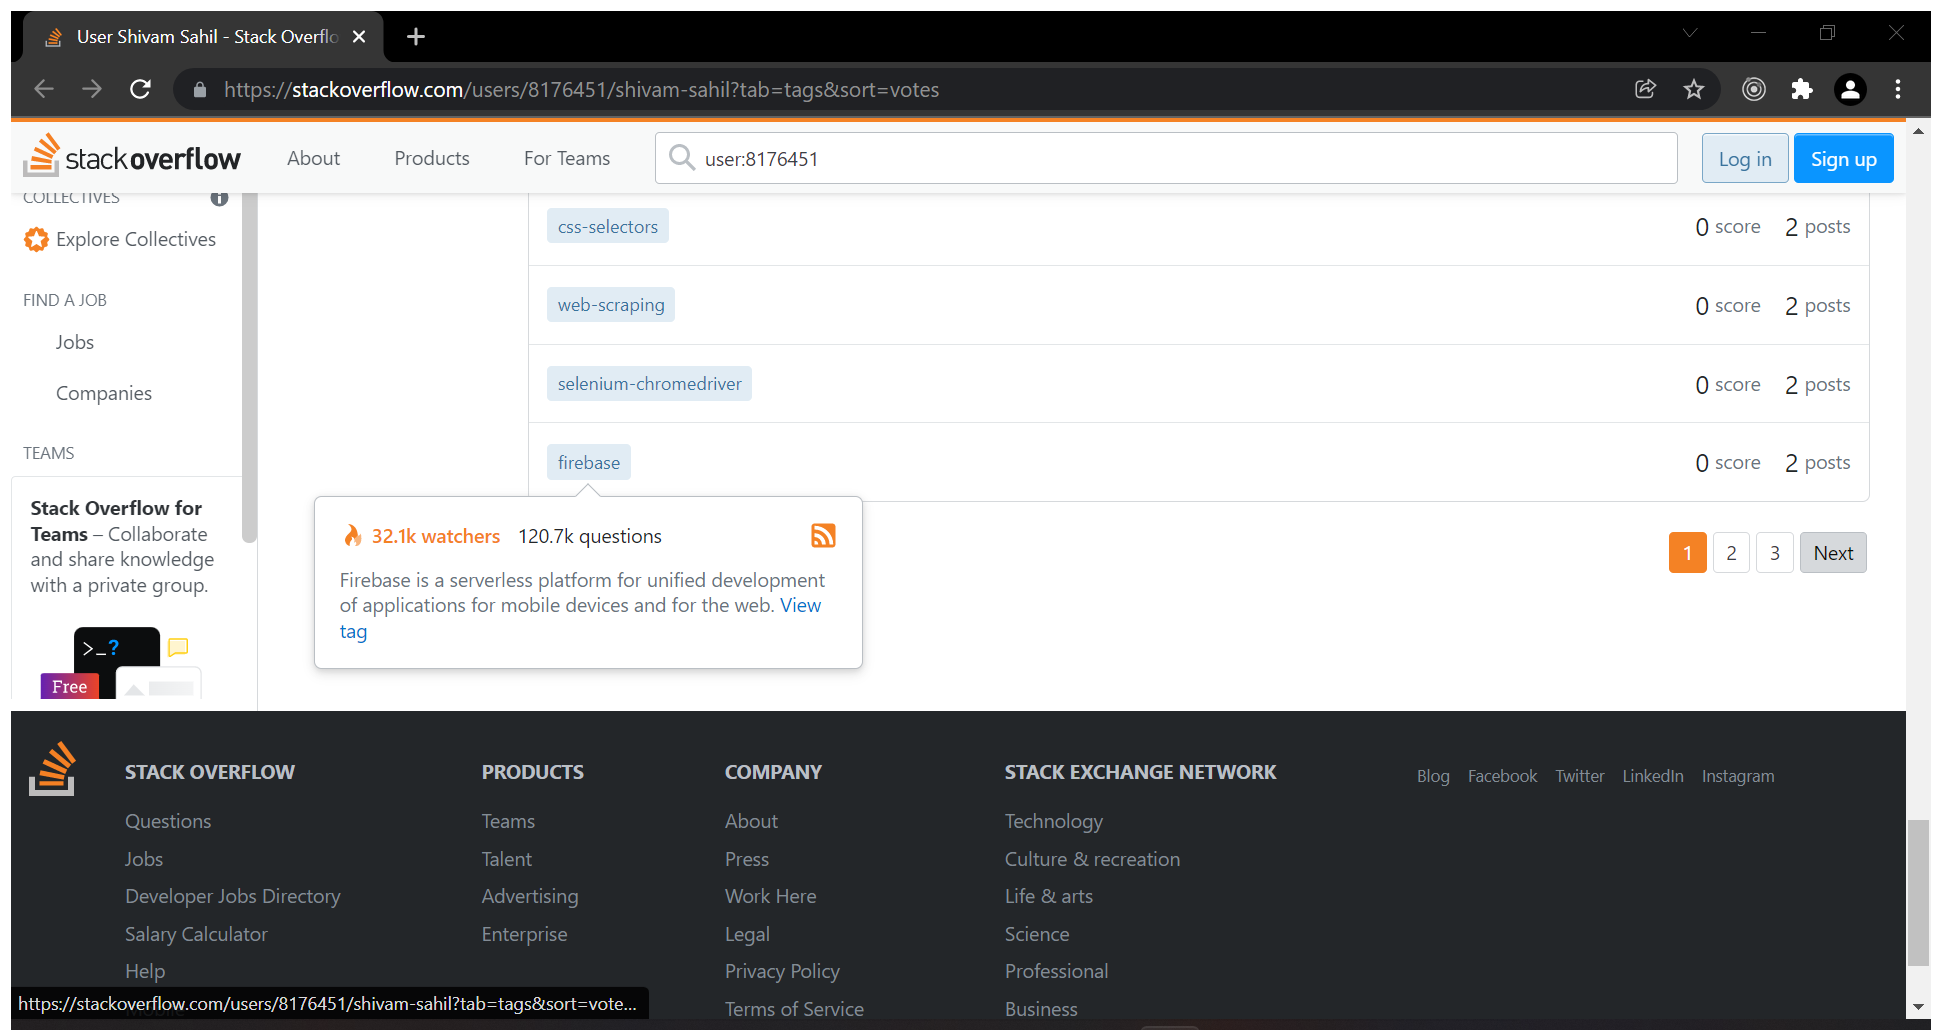 User Shivam Sahil - Stack Overflo
https://stackoverflow.com/users/8176451/shivam-sahil?tab=tags&sort=votes
stackoverflow
About
Products
For Teams
user:8176451
Log in
Sign up
COLLECTIVES
Explore Collectives
FIND A JOB
Jobs
Companies
TEAMS
Stack Overflow for
Teams – Collaborate
and share knowledge
with a private group.
>_?
Free
css-selectors
0 score 2 posts
web-scraping
0 score 2 posts
selenium-chromedriver
0 score 2 posts
firebase
0 score 2 posts
32.1k watchers 120.7k questions
Firebase is a serverless platform for unified development
of applications for mobile devices and for the web. View
tag
1 2 3 Next
STACK OVERFLOW
Questions
Jobs
Developer Jobs Directory
Salary Calculator
Help
PRODUCTS
Teams
Talent
Advertising
Enterprise
COMPANY
About
Press
Work Here
Legal
Privacy Policy
Terms of Service
STACK EXCHANGE NETWORK
Technology
Culture & recreation
Life & arts
Science
Professional
Business
Blog Facebook Twitter LinkedIn Instagram
https://stackoverflow.com/users/8176451/shivam-sahil?tab=tags&sort=vote...